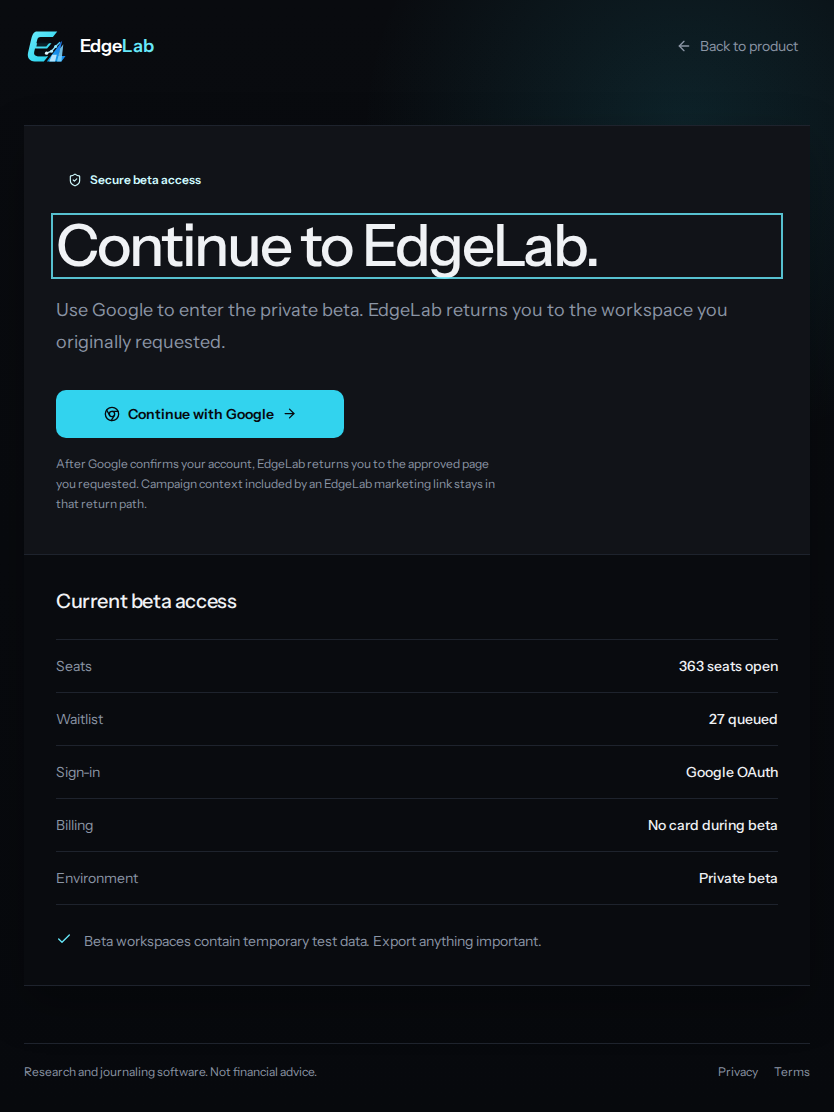 EdgeLab
Back to product
Secure beta access
Continue to EdgeLab.
Use Google to enter the private beta. EdgeLab returns you to the workspace you
originally requested.
Continue with Google
After Google confirms your account, EdgeLab returns you to the approved page
you requested. Campaign context included by an EdgeLab marketing link stays in
that return path.
Current beta access
Seats 363 seats open
Waitlist 27 queued
Sign-in Google OAuth
Billing No card during beta
Environment Private beta
Beta workspaces contain temporary test data. Export anything important.
Research and journaling software. Not financial advice. Privacy Terms